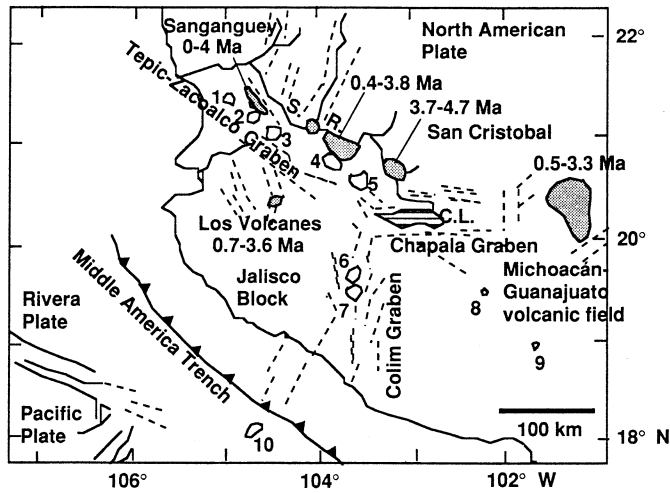 Sanganguey
0-4 Ma
North American
Plate
22°
Tepic-Zacoalco Graben
0.4-3.8 Ma
3.7-4.7 Ma
San Cristobal
1
2
3
S.
R.
4
5
0.5-3.3 Ma
C.L.
Los Volcanes
0.7-3.6 Ma
Chapala Graben
20°
Jalisco
Block
6
7
Colim Graben
Michoacán
Guanajuato
volcanic field
8
9
Middle America Trench
Rivera
Plate
Pacific
Plate
10
100 km
18° N
106°
104°
102° W